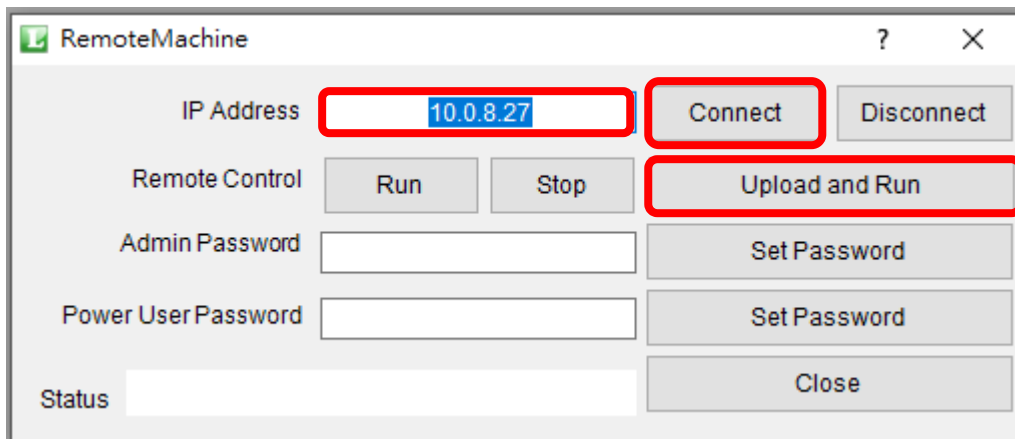 RemoteMachine ?
IP Address 10.0.8.27 Connect Disconnect
Remote Control Run Stop Upload and Run
Admin Password Set Password
Power User Password Set Password
Close
Status